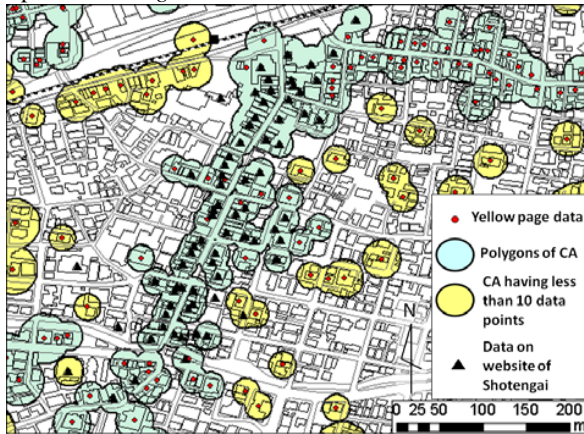 Yellow page data
Polygons of CA
CA having less
than 10 data
points
Data on
website of
Shotengai
N
0 25 50 100 150 200
m